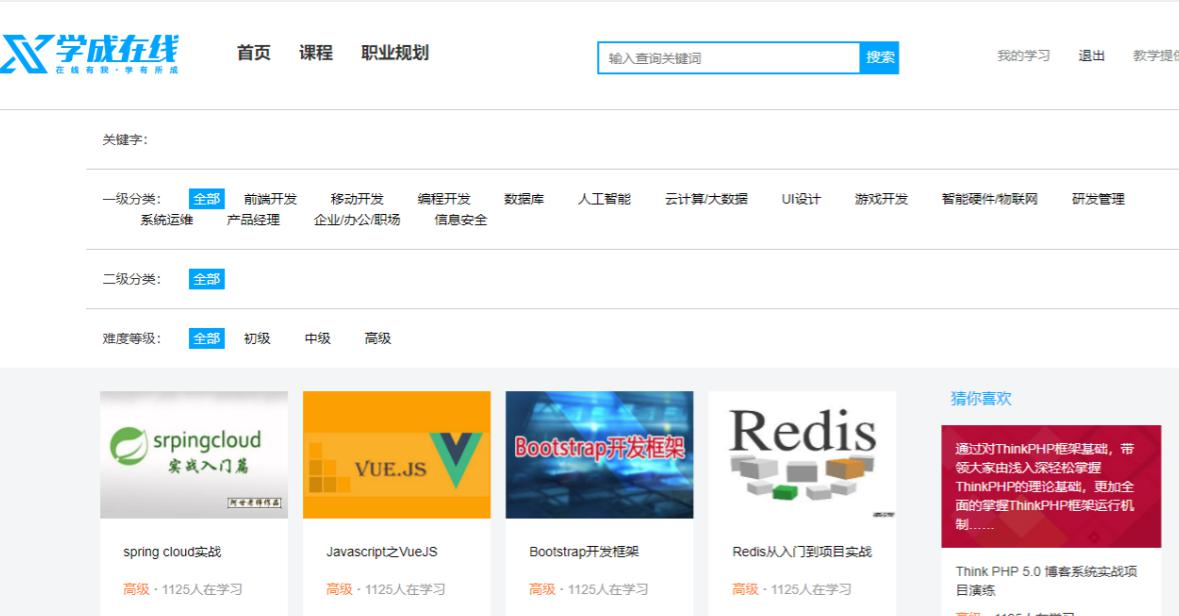 学成在线
在线有我·学有所成
首页 课程 职业规划
输入查询关键词 搜索
我的学习 退出 教学提
关键字:
一级分类: 全部 前端开发 移动开发 编程开发 数据库 人工智能 云计算/大数据 UI设计 游戏开发 智能硬件/物联网 研发管理
系统运维 产品经理 企业/办公/职场 信息安全
二级分类: 全部
难度等级: 全部 初级 中级 高级
srpingcloud
实战入门篇
VUE.JS
Bootstrap开发框架
Redis
spring cloud实战
高级 · 1125人在学习
Javascript之VueJS
高级 · 1125人在学习
Bootstrap开发框架
高级 · 1125人在学习
Redis从入门到项目实战
高级 · 1125人在学习
猜你喜欢
通过对ThinkPHP框架基础，带
领大家由浅入深轻松掌握
ThinkPHP的理论基础，更加全
面的掌握ThinkPHP框架运行机
制……
Think PHP 5.0 博客系统实战项
目演练